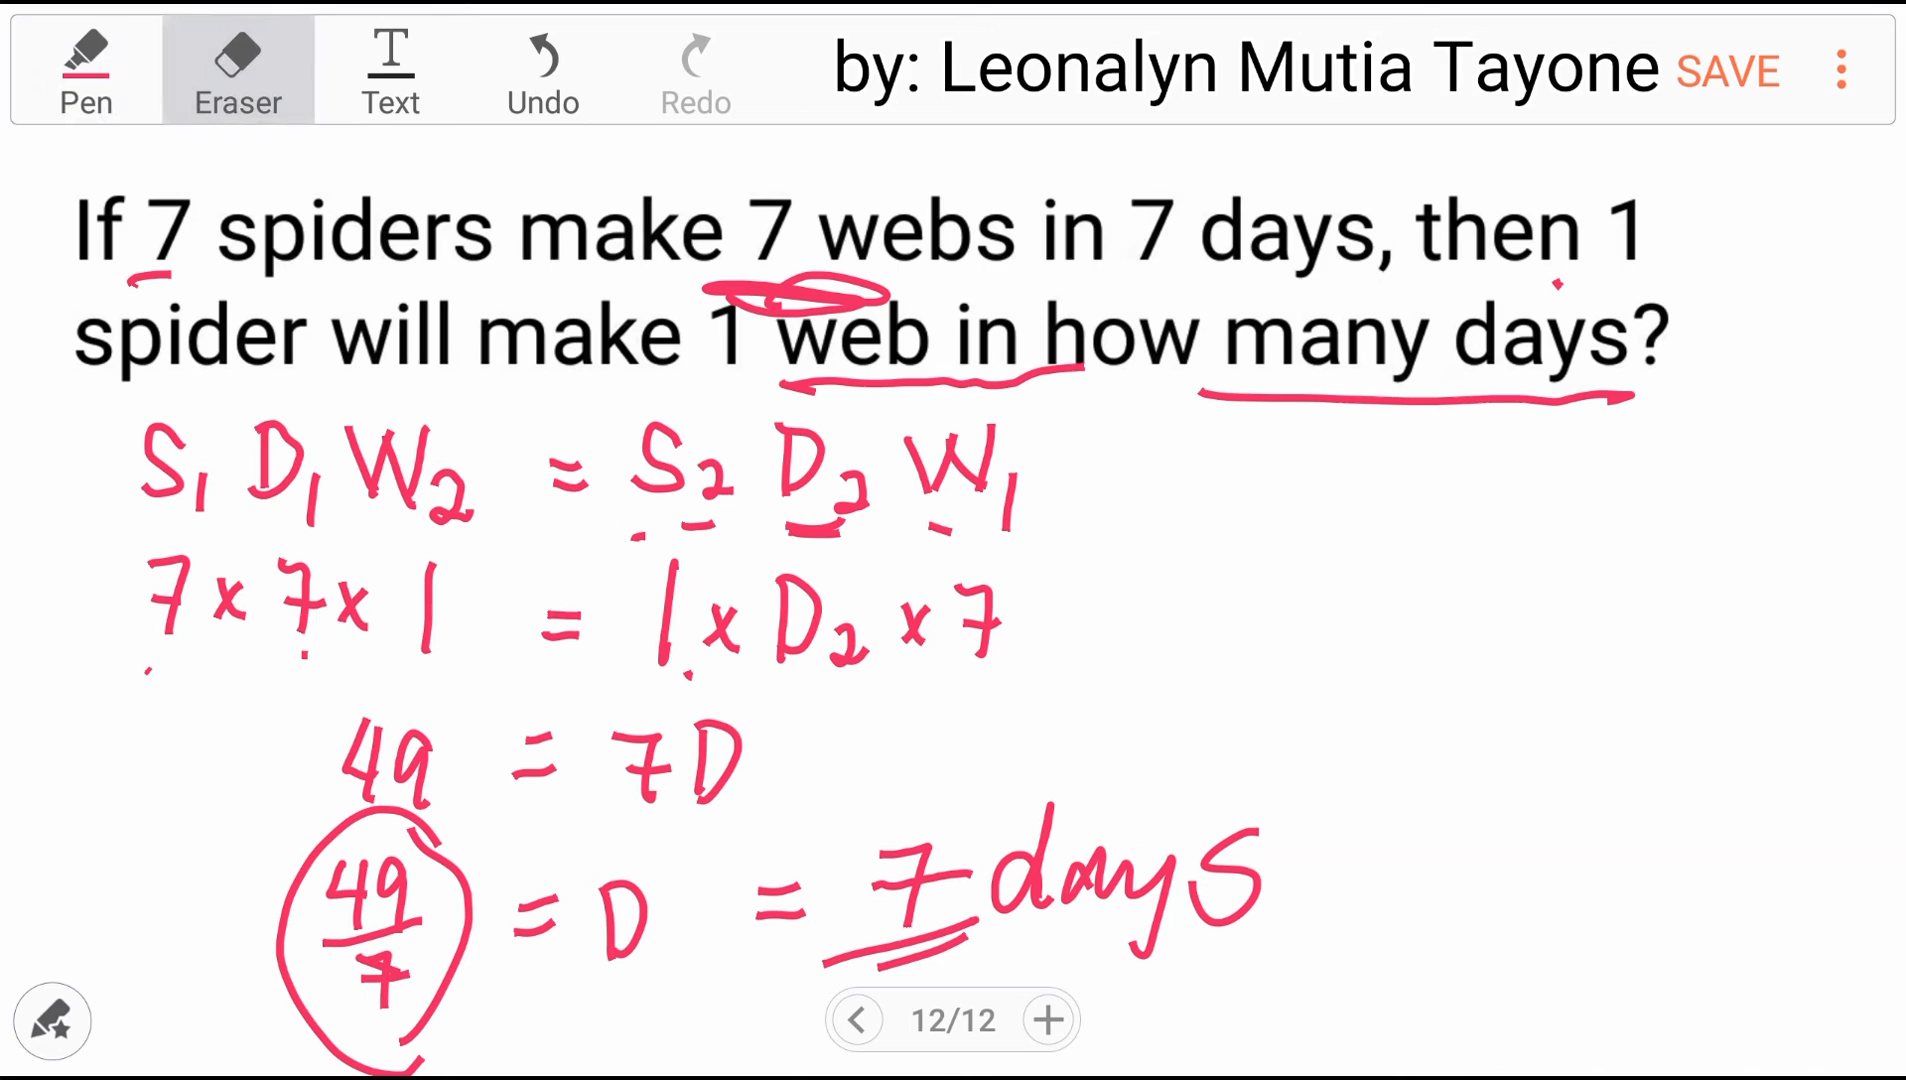 Pen Eraser Text Undo Redo by: Leonalyn Mutia Tayone SAVE
If 7 spiders make 7 webs in 7 days, then 1
spider will make 1 web in how many days?
S₁ D₁ W₂ = S₂ D₂ W₁
7 x 7 x 1 = 1 x D₂ x 7
49 = 7D
49/7 = D = 7 days
12/12